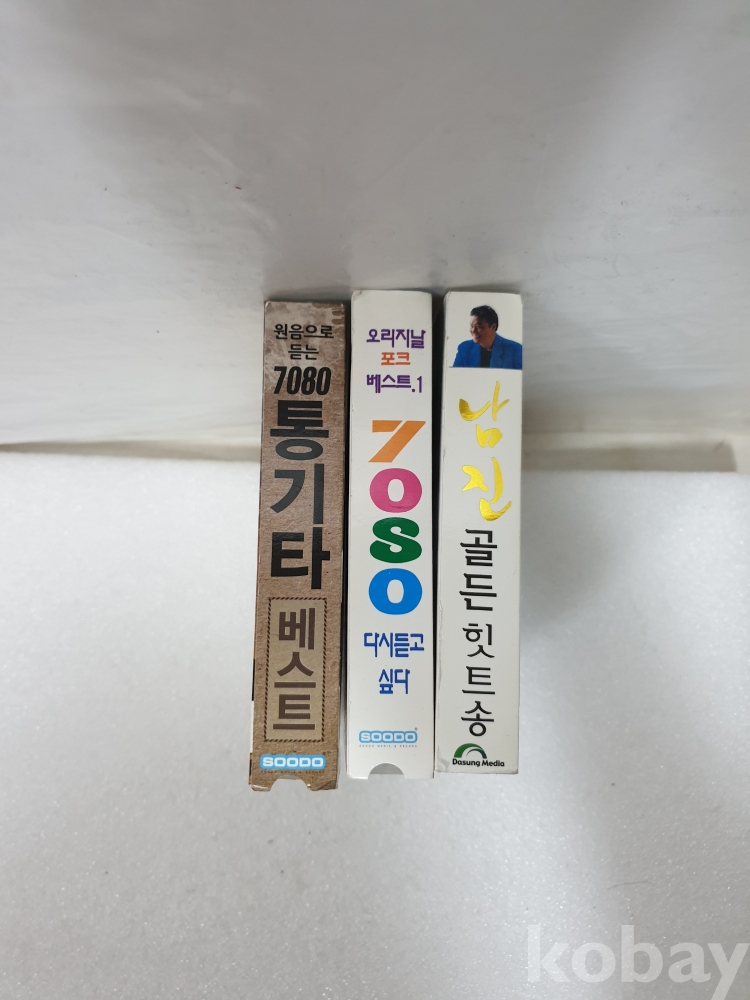 원음으로
듣는
7080
통기타
베스트
SOODO
오리지날
포크
베스트.1
7080
다시듣고
싶다
SOODO
남진
골든 힛트송
Dasung Media
kobay